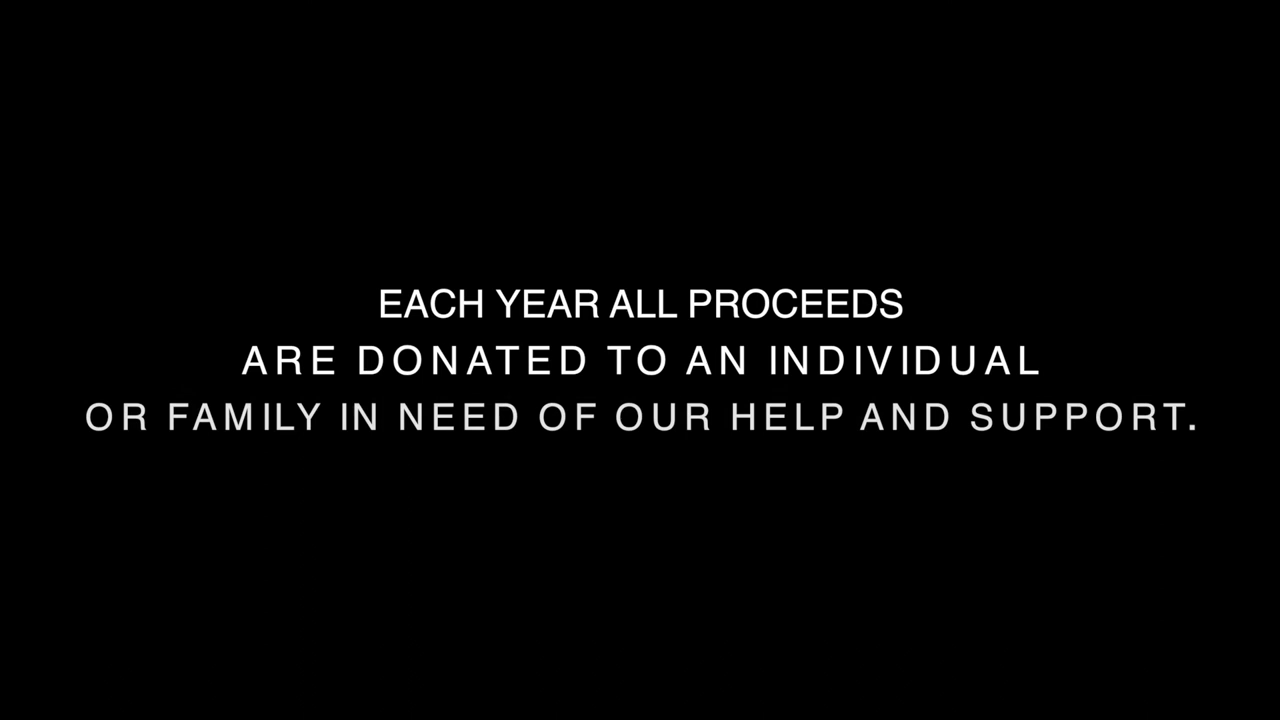 EACH YEAR ALL PROCEEDS
ARE DONATED TO AN INDIVIDUAL
OR FAMILY IN NEED OF OUR HELP AND SUPPORT.